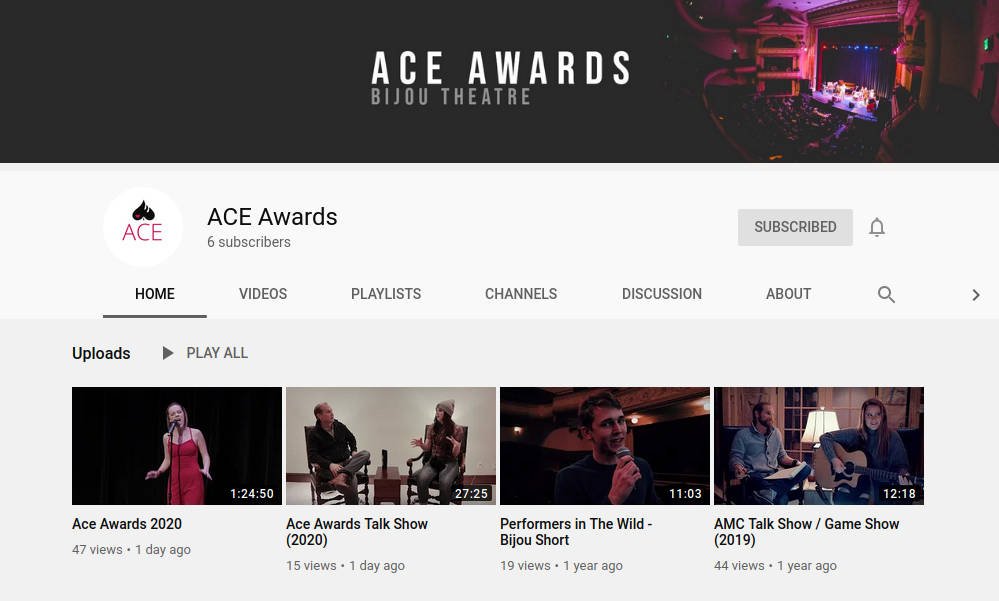 ACE AWARDS
BIJOU THEATRE
ACE
ACE Awards
6 subscribers
SUBSCRIBED
HOME VIDEOS PLAYLISTS CHANNELS DISCUSSION ABOUT
Uploads PLAY ALL
1:24:50 27:25 11:03 12:18
Ace Awards 2020
47 views • 1 day ago
Ace Awards Talk Show
(2020)
15 views • 1 day ago
Performers in The Wild -
Bijou Short
19 views • 1 year ago
AMC Talk Show / Game Show
(2019)
44 views • 1 year ago